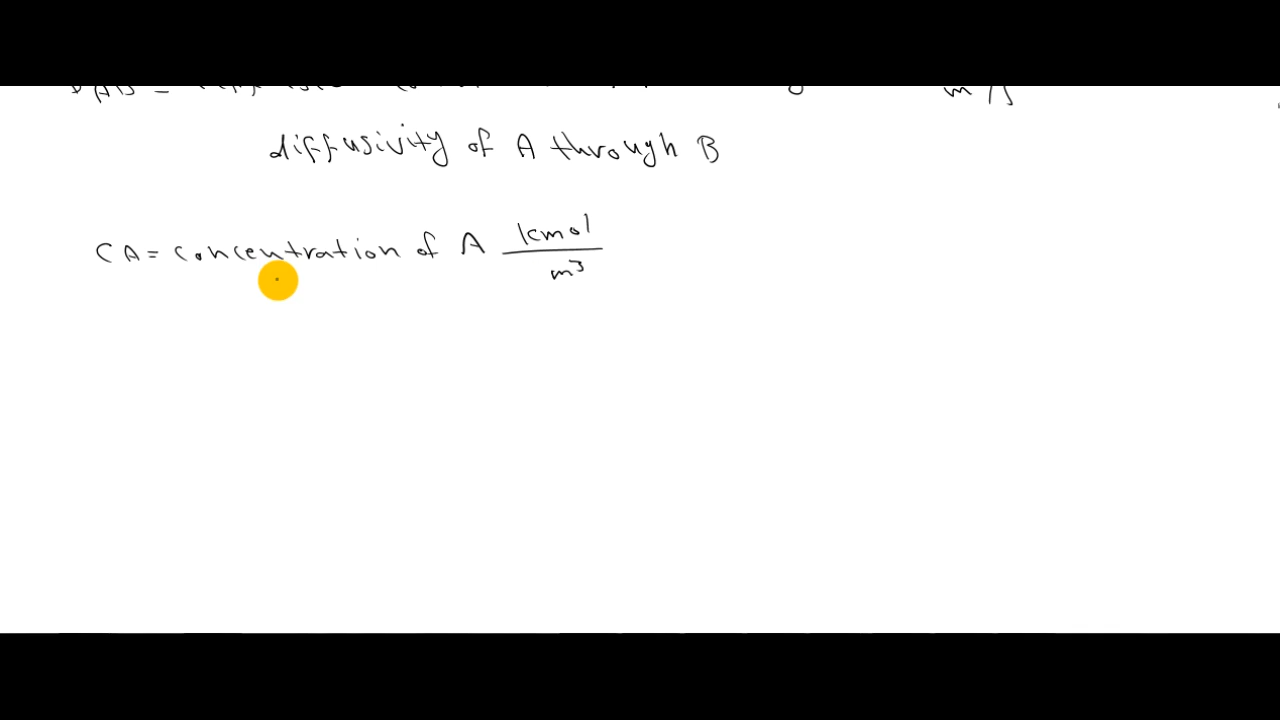 diffusivity of A through B
CA = concentration of A kmol/m³